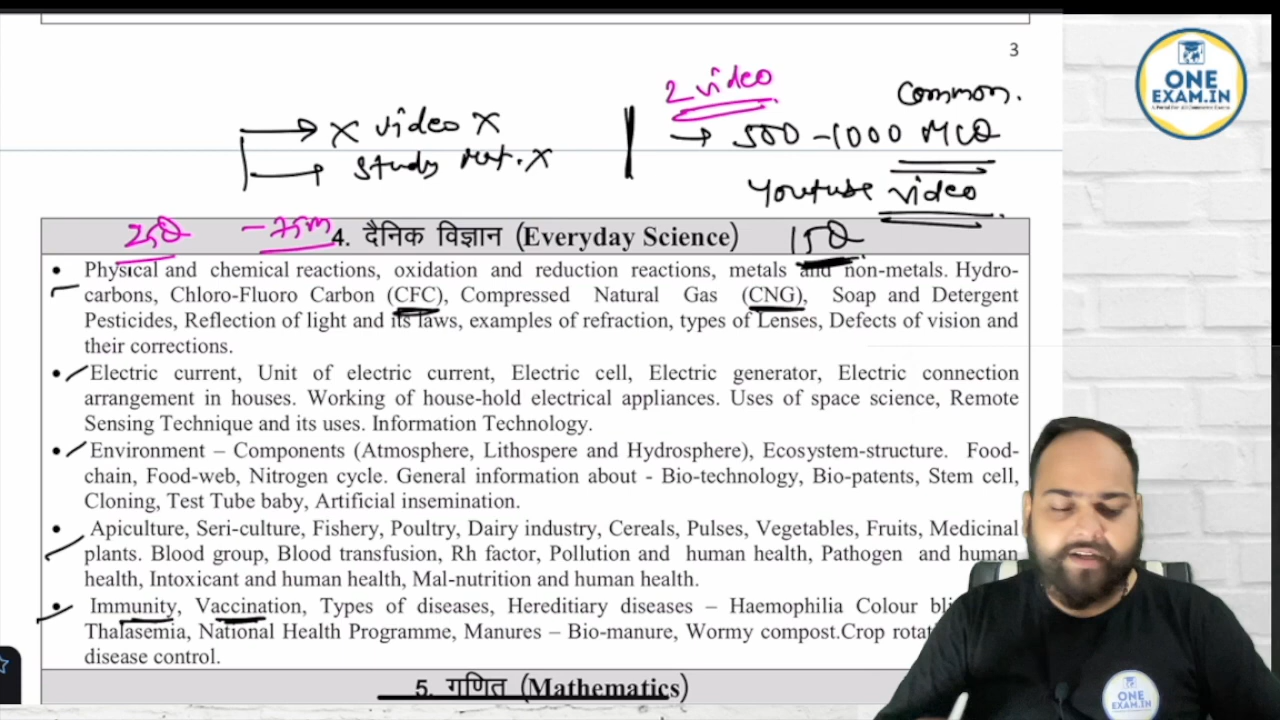 3
ONE
EXAM.IN
2 video
Common.
→ X video X
→ 500 - 1000 MCQ
→ Study mat. X
Youtube video
25Q - 75m
4. दैनिक विज्ञान (Everyday Science) 15Q
• Physical and chemical reactions, oxidation and reduction reactions, metals and non-metals. Hydro-
carbons, Chloro-Fluoro Carbon (CFC), Compressed Natural Gas (CNG), Soap and Detergent
Pesticides, Reflection of light and its laws, examples of refraction, types of Lenses, Defects of vision and
their corrections.
• Electric current, Unit of electric current, Electric cell, Electric generator, Electric connection
arrangement in houses. Working of house-hold electrical appliances. Uses of space science, Remote
Sensing Technique and its uses. Information Technology.
• Environment – Components (Atmosphere, Lithospere and Hydrosphere), Ecosystem-structure. Food-
chain, Food-web, Nitrogen cycle. General information about - Bio-technology, Bio-patents, Stem cell,
Cloning, Test Tube baby, Artificial insemination.
• Apiculture, Seri-culture, Fishery, Poultry, Dairy industry, Cereals, Pulses, Vegetables, Fruits, Medicinal
plants. Blood group, Blood transfusion, Rh factor, Pollution and human health, Pathogen and human
health, Intoxicant and human health, Mal-nutrition and human health.
• Immunity, Vaccination, Types of diseases, Hereditiary diseases – Haemophilia Colour
Thalasemia, National Health Programme, Manures – Bio-manure, Wormy compost.Crop
disease control.
5. गणित (Mathematics)
ONE
EXAM.IN